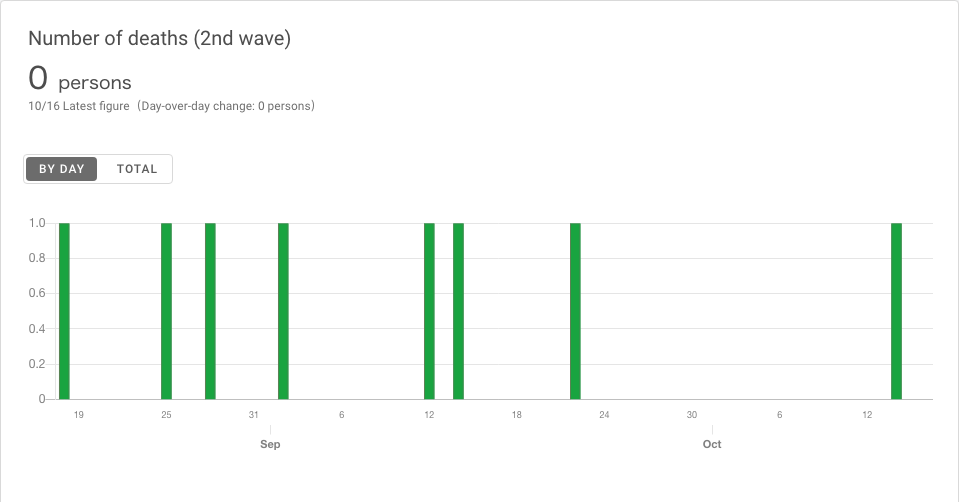 Number of deaths (2nd wave)
0 persons
10/16 Latest figure（Day-over-day change: 0 persons）
BY DAY TOTAL
1.0
0.8
0.6
0.4
0.2
0
19 25 31 6 12 18 24 30 6 12
Sep Oct